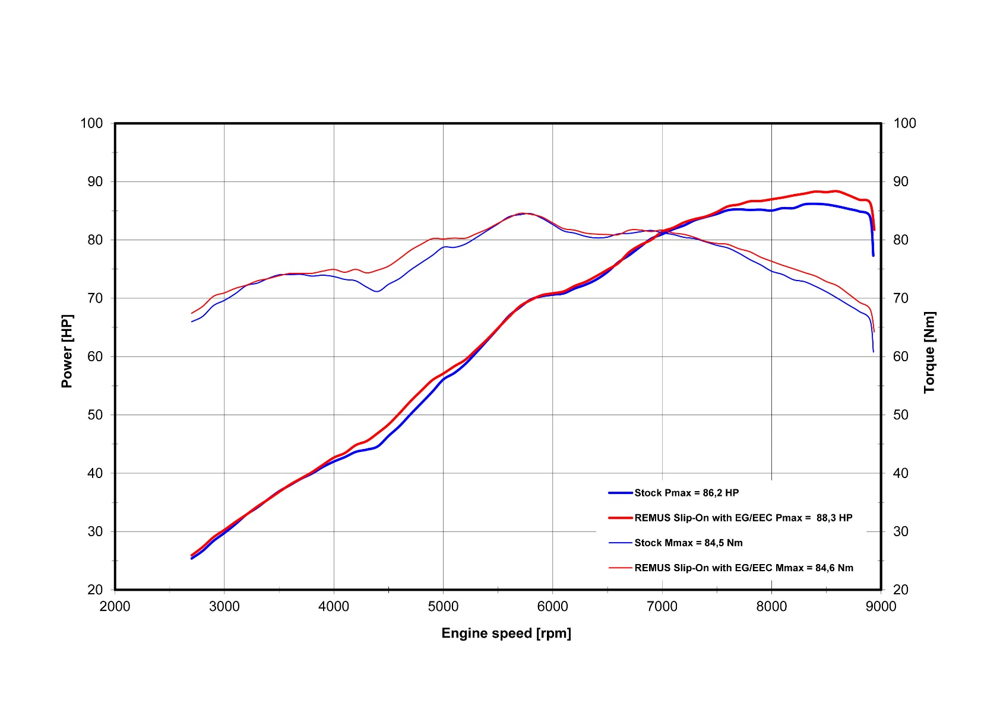 100
90
80
70
60
50
40
30
20
Power [HP]
100
90
80
70
60
50
40
30
20
Torque [Nm]
Stock Pmax = 86,2 HP
REMUS Slip-On with EG/EEC Pmax =  88,3 HP
Stock Mmax = 84,5 Nm
REMUS Slip-On with EG/EEC Mmax = 84,6 Nm
2000 3000 4000 5000 6000 7000 8000 9000
Engine speed [rpm]